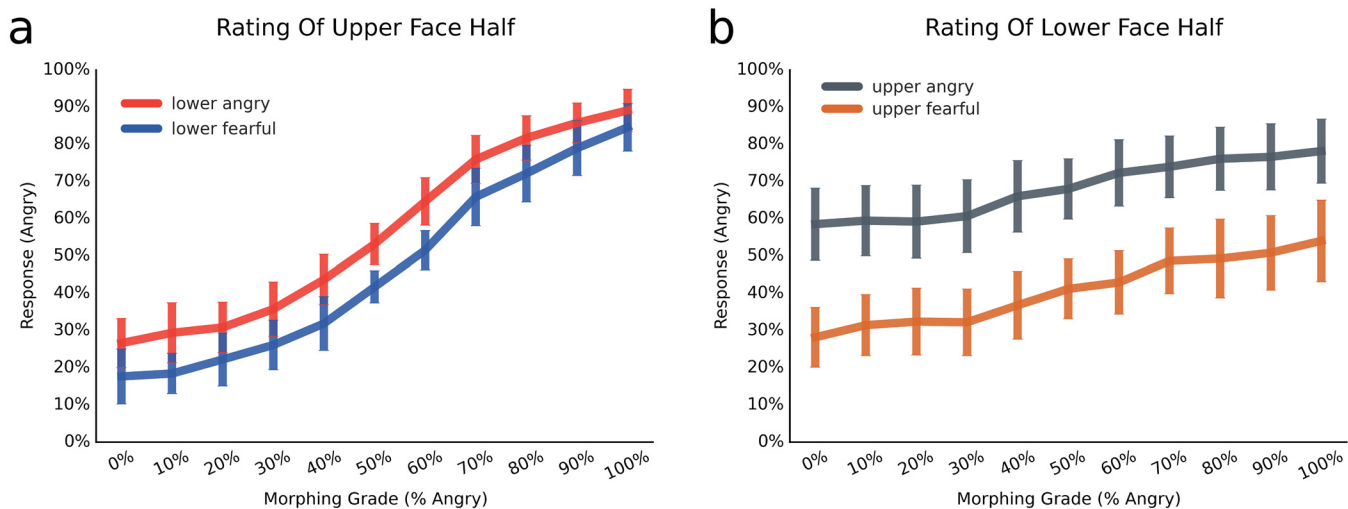 a
Rating Of Upper Face Half
100%
90%
80%
70%
60%
50%
40%
30%
20%
10%
0%
Response (Angry)
lower angry
lower fearful
0% 10% 20% 30% 40% 50% 60% 70% 80% 90% 100%
Morphing Grade (% Angry)
b
Rating Of Lower Face Half
100%
90%
80%
70%
60%
50%
40%
30%
20%
10%
0%
Response (Angry)
upper angry
upper fearful
0% 10% 20% 30% 40% 50% 60% 70% 80% 90% 100%
Morphing Grade (% Angry)